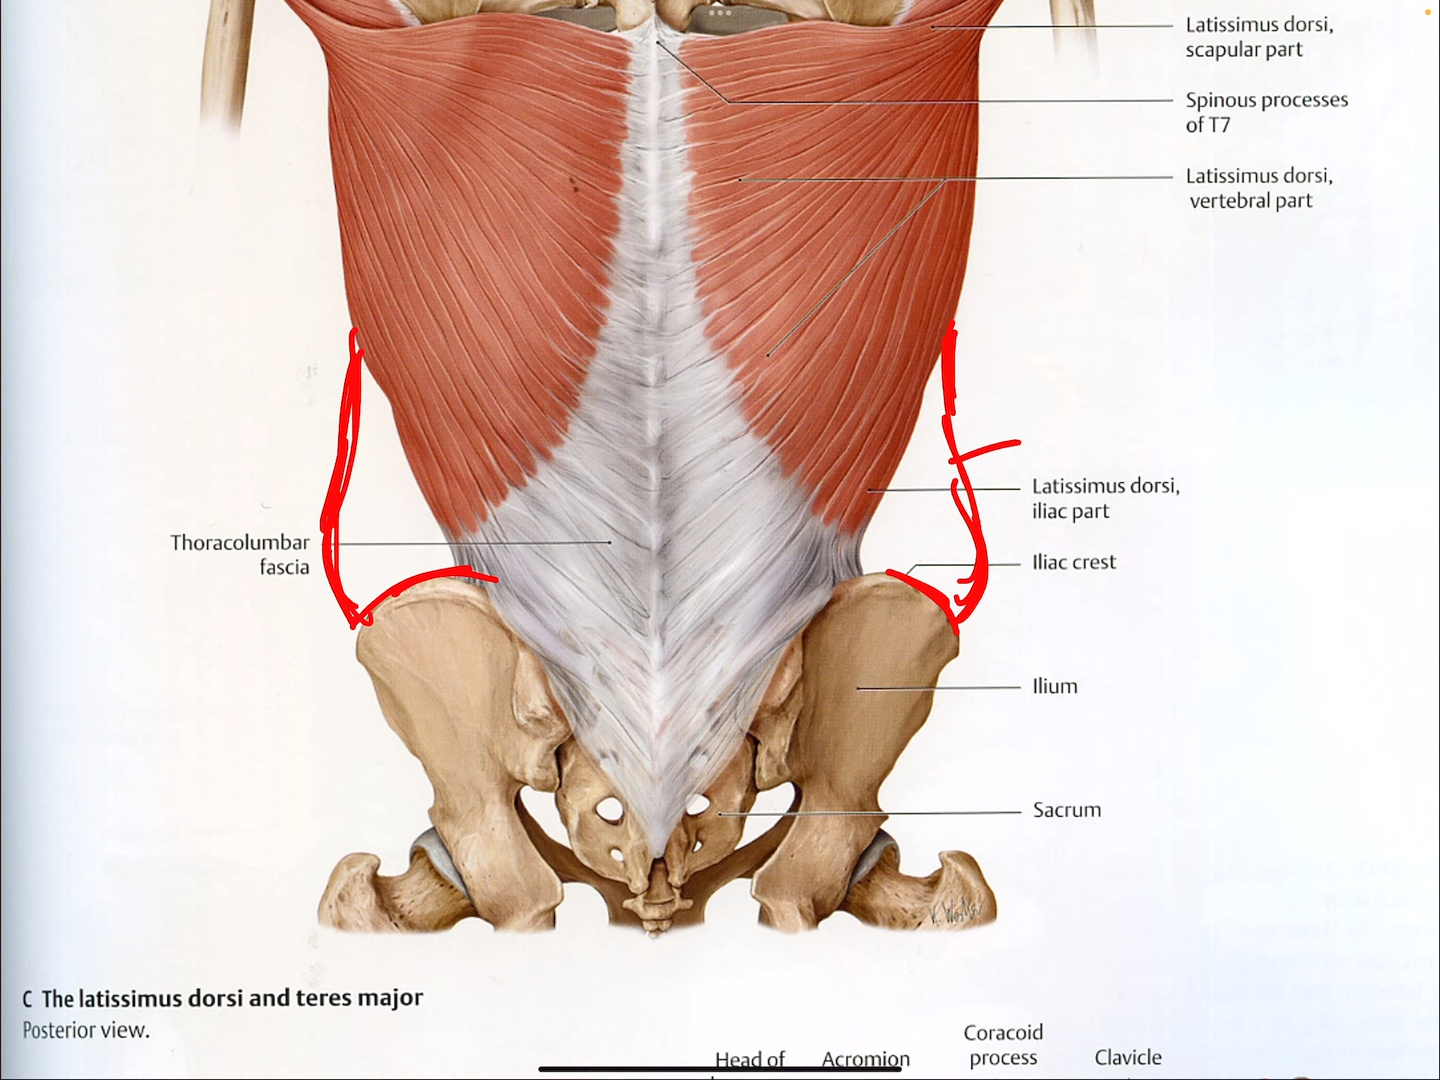 Latissimus dorsi,
scapular part
Spinous processes
of T7
Latissimus dorsi,
vertebral part
Latissimus dorsi,
iliac part
Thoracolumbar
fascia
Iliac crest
Ilium
Sacrum
C The latissimus dorsi and teres major
Posterior view.
Coracoid
process
Head of
Acromion
Clavicle